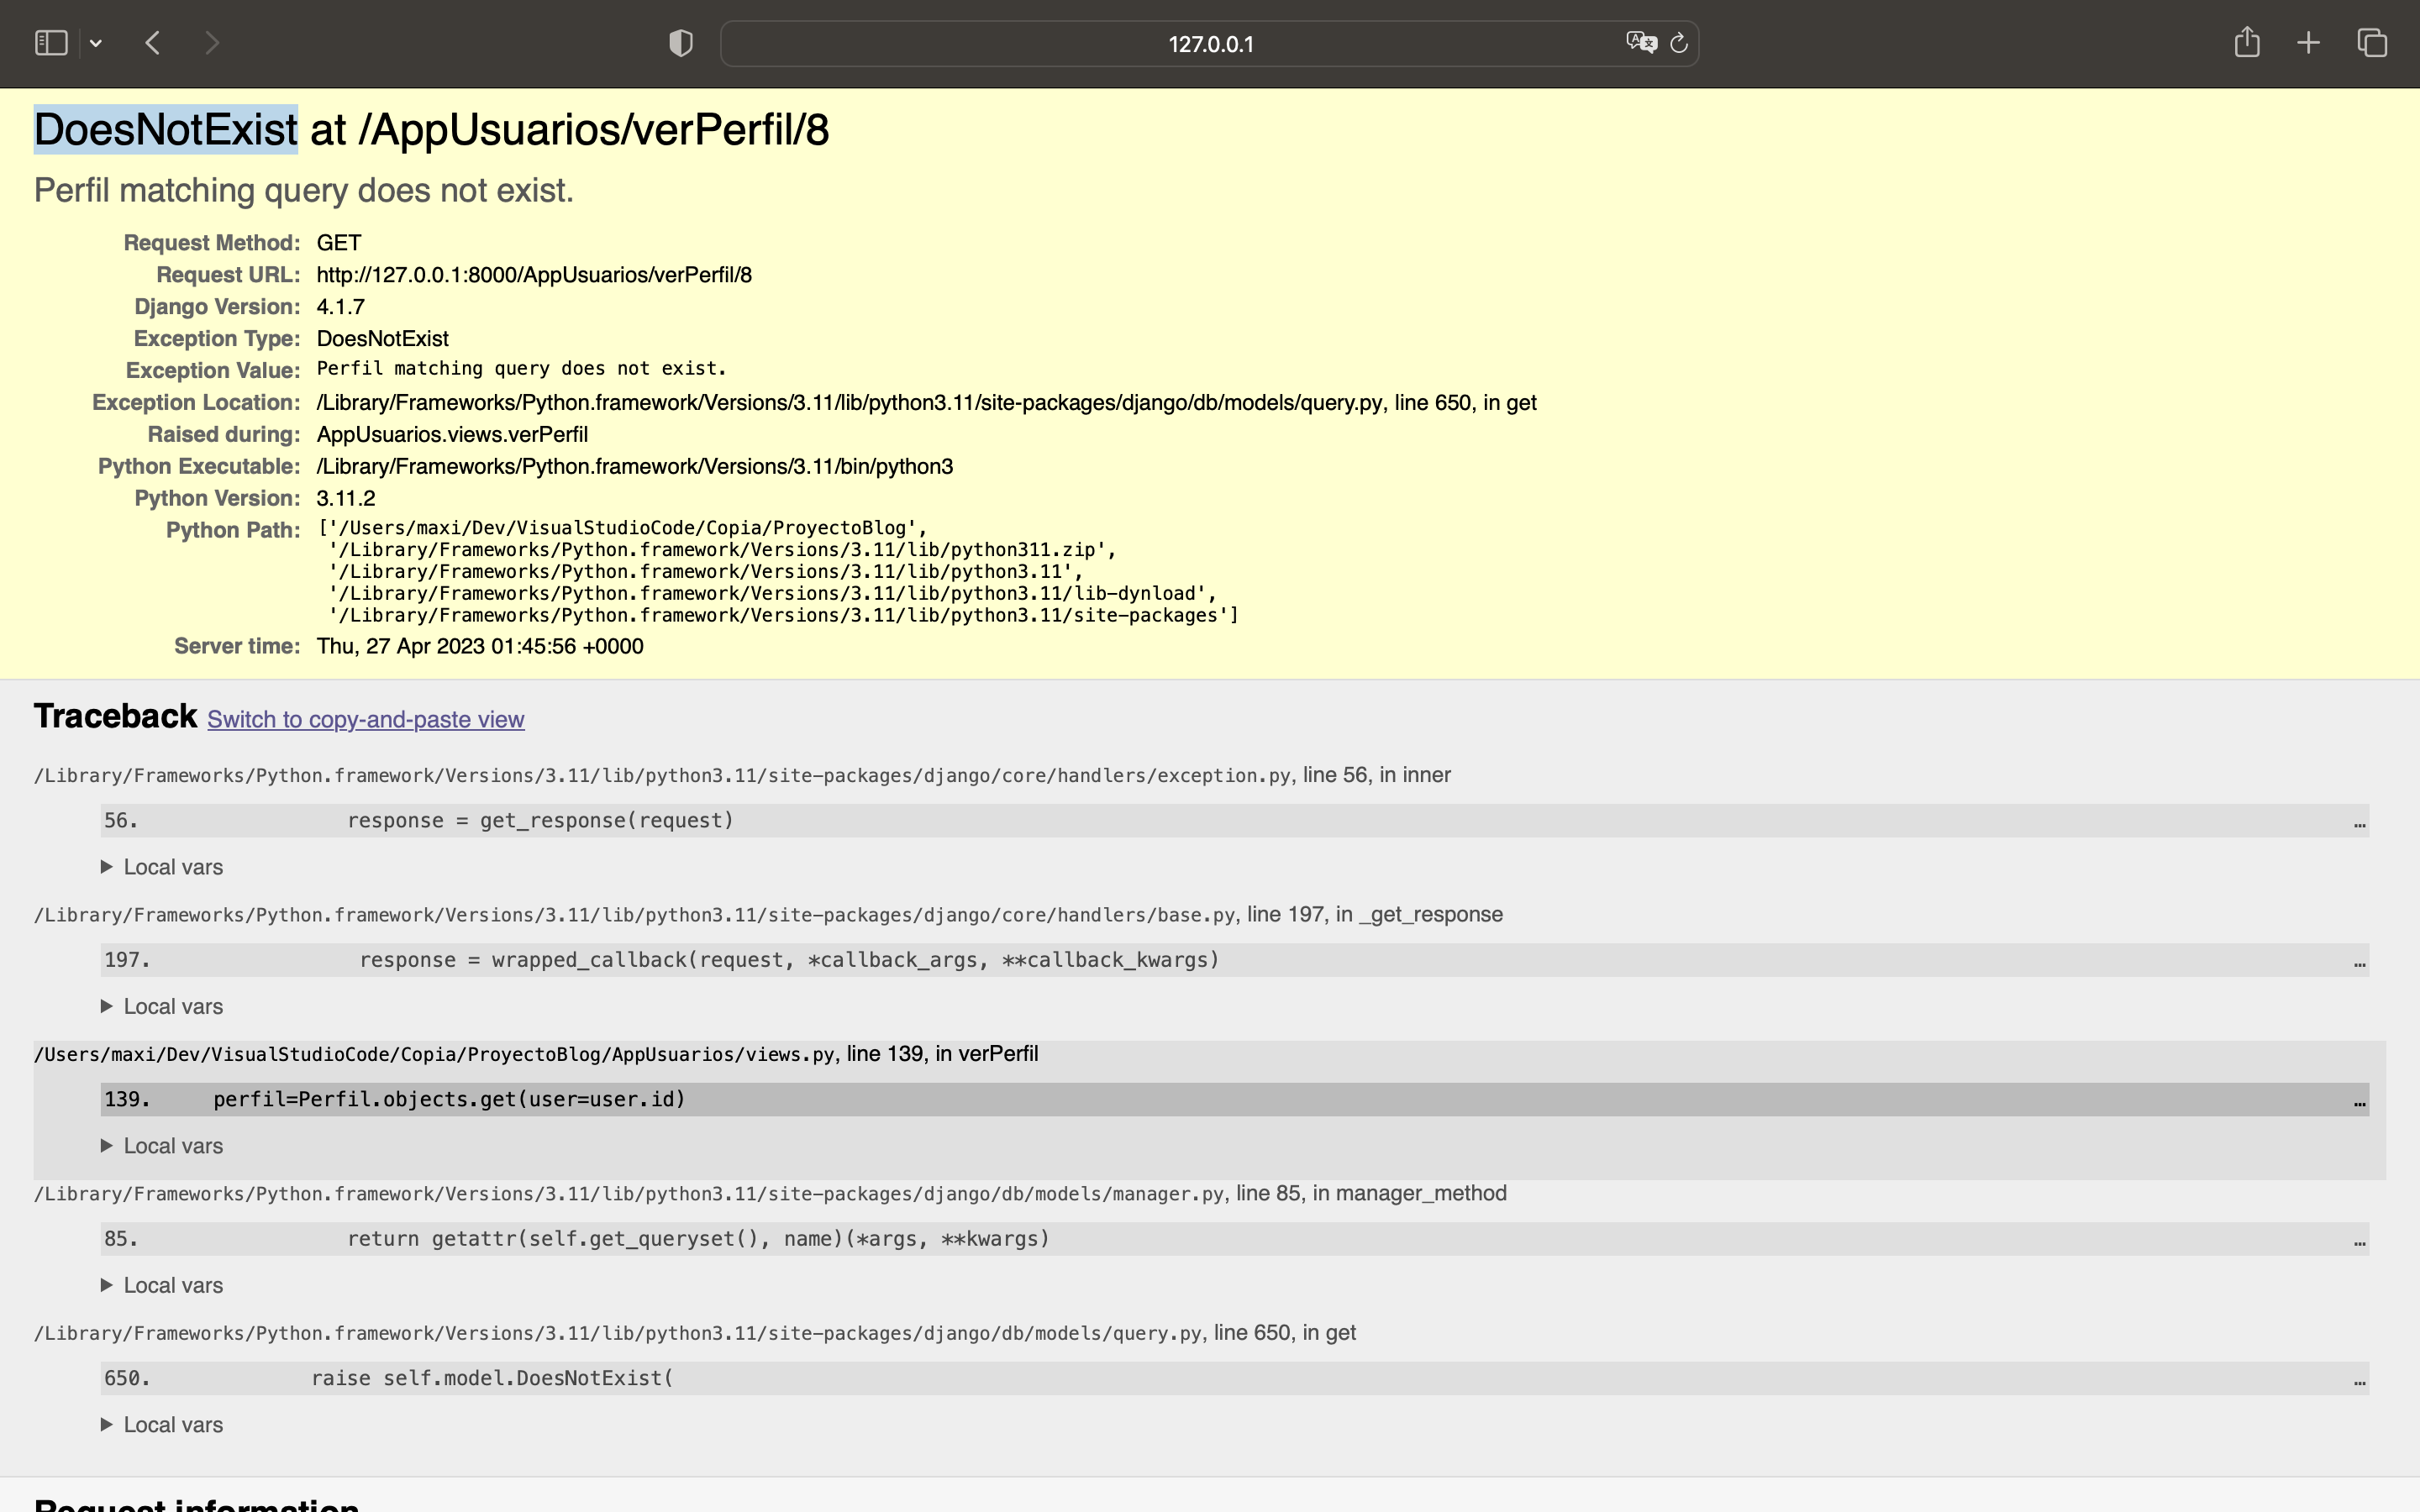 127.0.0.1
DoesNotExist at /AppUsuarios/verPerfil/8
Perfil matching query does not exist.
Request Method: GET
Request URL: http://127.0.0.1:8000/AppUsuarios/verPerfil/8
Django Version: 4.1.7
Exception Type: DoesNotExist
Exception Value: Perfil matching query does not exist.
Exception Location: /Library/Frameworks/Python.framework/Versions/3.11/lib/python3.11/site-packages/django/db/models/query.py, line 650, in get
Raised during: AppUsuarios.views.verPerfil
Python Executable: /Library/Frameworks/Python.framework/Versions/3.11/bin/python3
Python Version: 3.11.2
Python Path: ['/Users/maxi/Dev/VisualStudioCode/Copia/ProyectoBlog',
'/Library/Frameworks/Python.framework/Versions/3.11/lib/python311.zip',
'/Library/Frameworks/Python.framework/Versions/3.11/lib/python3.11',
'/Library/Frameworks/Python.framework/Versions/3.11/lib/python3.11/lib-dynload',
'/Library/Frameworks/Python.framework/Versions/3.11/lib/python3.11/site-packages']
Server time: Thu, 27 Apr 2023 01:45:56 +0000
Traceback Switch to copy-and-paste view
/Library/Frameworks/Python.framework/Versions/3.11/lib/python3.11/site-packages/django/core/handlers/exception.py, line 56, in inner
56. response = get_response(request) …
▶ Local vars
/Library/Frameworks/Python.framework/Versions/3.11/lib/python3.11/site-packages/django/core/handlers/base.py, line 197, in _get_response
197. response = wrapped_callback(request, *callback_args, **callback_kwargs) …
▶ Local vars
/Users/maxi/Dev/VisualStudioCode/Copia/ProyectoBlog/AppUsuarios/views.py, line 139, in verPerfil
139. perfil=Perfil.objects.get(user=user.id) …
▶ Local vars
/Library/Frameworks/Python.framework/Versions/3.11/lib/python3.11/site-packages/django/db/models/manager.py, line 85, in manager_method
85. return getattr(self.get_queryset(), name)(*args, **kwargs) …
▶ Local vars
/Library/Frameworks/Python.framework/Versions/3.11/lib/python3.11/site-packages/django/db/models/query.py, line 650, in get
650. raise self.model.DoesNotExist( …
▶ Local vars
Request information